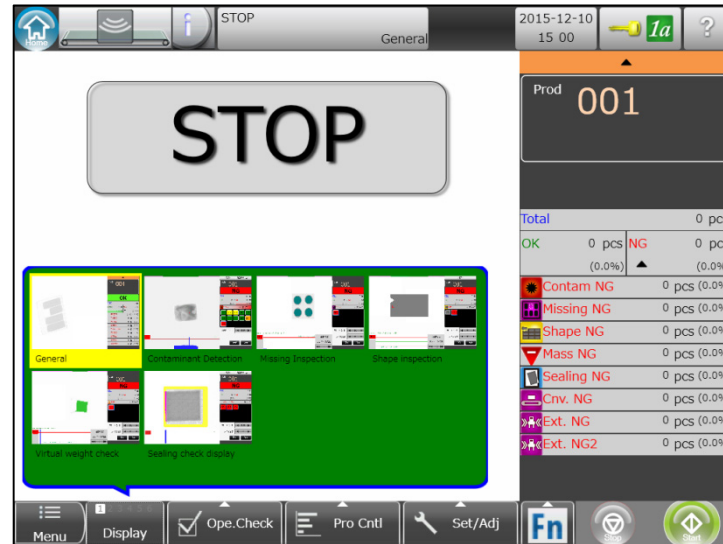 Home
STOP
General
2015-12-10
15 00
1a
?
STOP
Prod
001
Total 0 pc
OK 0 pcs NG 0 pc
(0.0%) (0.0%
Contam NG 0 pcs (0.0%
Missing NG 0 pcs (0.0%
Shape NG 0 pcs (0.0%
Mass NG 0 pcs (0.0%
Sealing NG 0 pcs (0.0%
Cnv. NG 0 pcs (0.0%
Ext. NG 0 pcs (0.0%
Ext. NG2 0 pcs (0.0%
General
Contaminant Detection
Missing Inspection
Shape inspection
Virtual weight check
Sealing check display
Menu
1 2 3 4 5 6
Display
Ope.Check
Pro Cntl
Set/Adj
Fn
Stop
Start